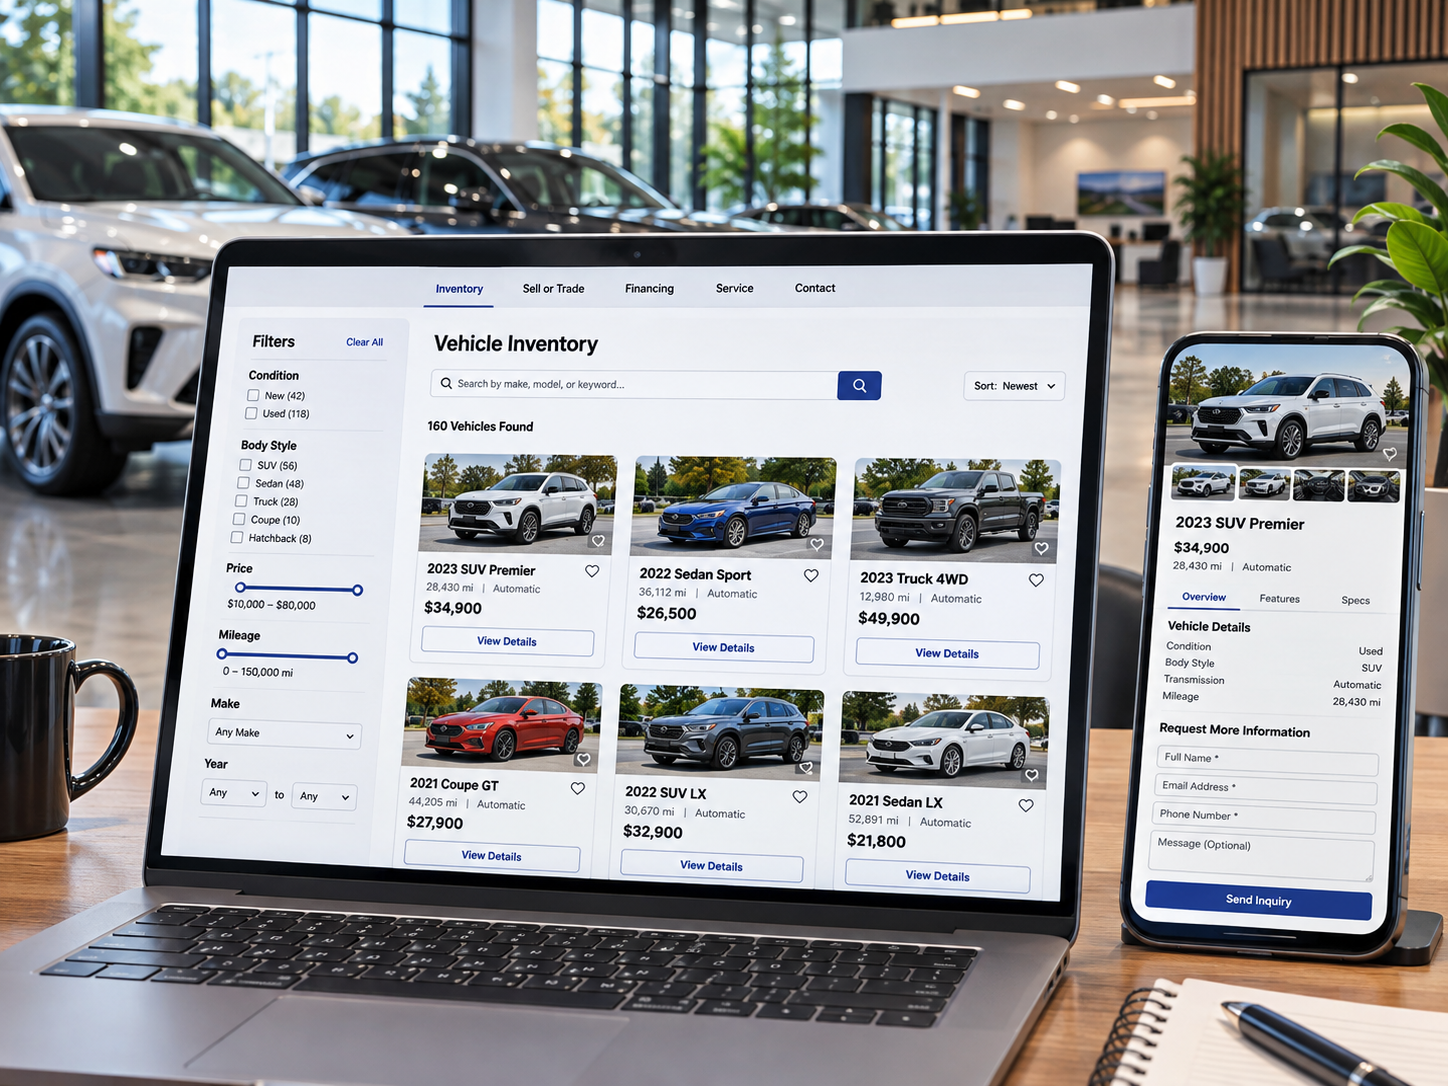 Inventory
Sell or Trade
Financing
Service
Contact
Filters
Clear All
Condition
New (42)
Used (118)
Body Style
SUV (56)
Sedan (48)
Truck (28)
Coupe (10)
Hatchback (8)
Price
$10,000 – $80,000
Mileage
0 – 150,000 mi
Make
Any Make
Year
Any to Any
Vehicle Inventory
Search by make, model, or keyword...
Sort: Newest
160 Vehicles Found
2023 SUV Premier
28,430 mi | Automatic
$34,900
View Details
2022 Sedan Sport
36,112 mi | Automatic
$26,500
View Details
2023 Truck 4WD
12,980 mi | Automatic
$49,900
View Details
2021 Coupe GT
44,205 mi | Automatic
$27,900
View Details
2022 SUV LX
30,670 mi | Automatic
$32,900
View Details
2021 Sedan LX
52,891 mi | Automatic
$21,800
View Details
2023 SUV Premier
$34,900
28,430 mi | Automatic
Overview
Features
Specs
Vehicle Details
Condition Used
Body Style SUV
Transmission Automatic
Mileage 28,430 mi
Request More Information
Full Name *
Email Address *
Phone Number *
Message (Optional)
Send Inquiry